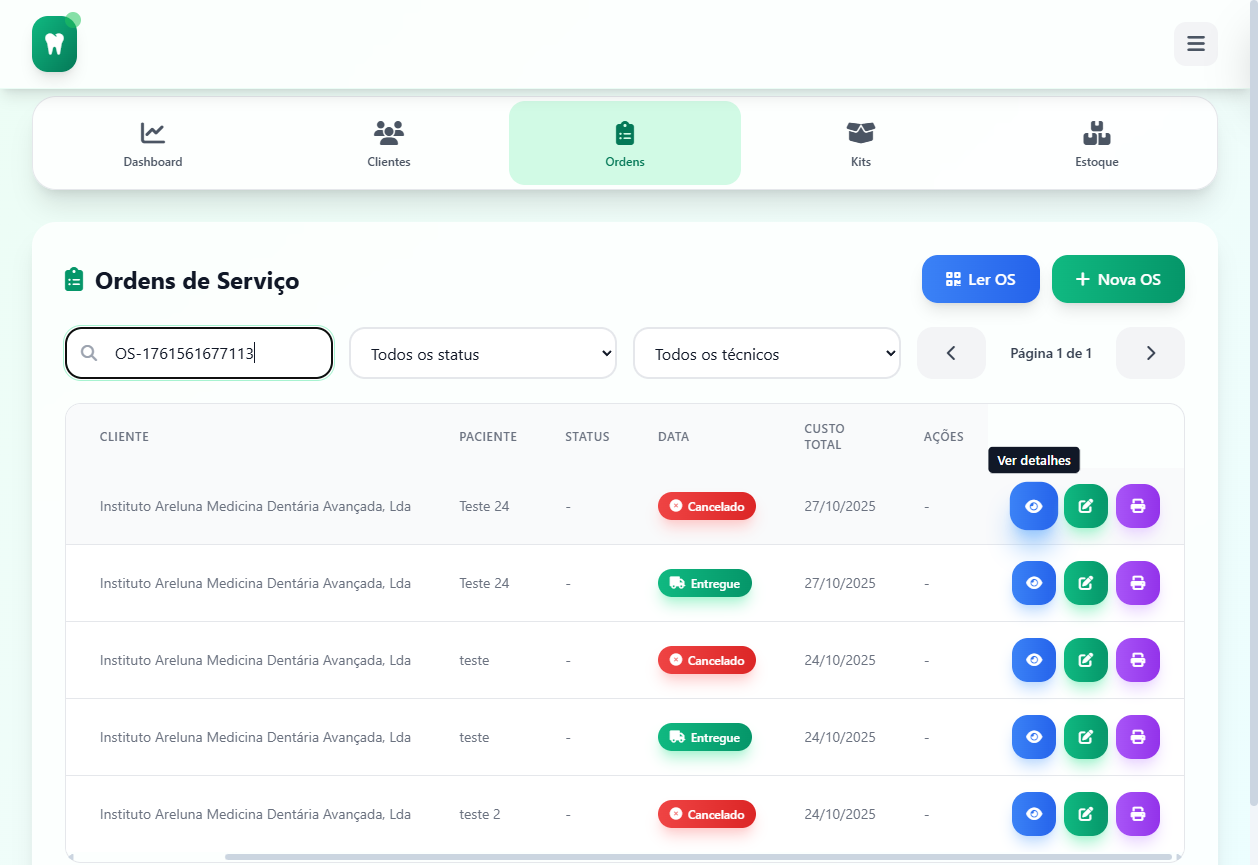 Dashboard
Clientes
Ordens
Kits
Estoque
Ordens de Serviço
Ler OS
Nova OS
OS-1761561677113
Todos os status
Todos os técnicos
Página 1 de 1
CLIENTE PACIENTE STATUS DATA CUSTO TOTAL AÇÕES
Ver detalhes
Instituto Areluna Medicina Dentária Avançada, Lda Teste 24 - Cancelado 27/10/2025 -
Instituto Areluna Medicina Dentária Avançada, Lda Teste 24 - Entregue 27/10/2025 -
Instituto Areluna Medicina Dentária Avançada, Lda teste - Cancelado 24/10/2025 -
Instituto Areluna Medicina Dentária Avançada, Lda teste - Entregue 24/10/2025 -
Instituto Areluna Medicina Dentária Avançada, Lda teste 2 - Cancelado 24/10/2025 -